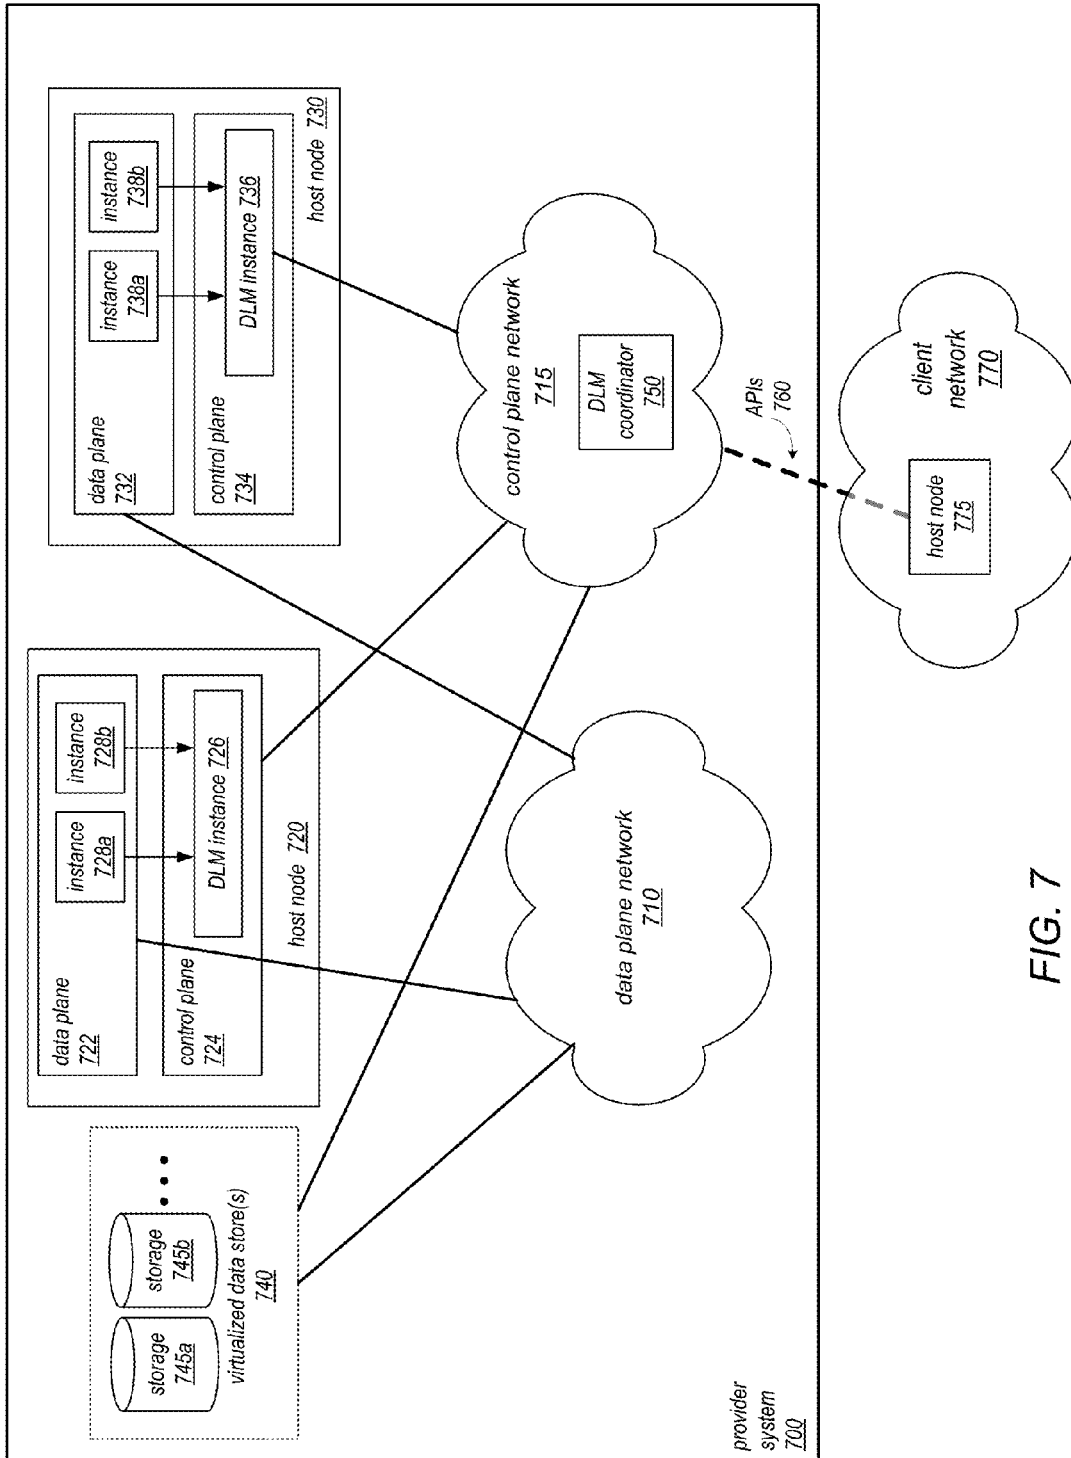 storage
745a
storage
745b
virtualized data store(s)
740
data plane
722
instance
728a
instance
728b
control plane
724
DLM instance 726
host node 720
data plane
732
instance
738a
instance
738b
control plane
734
DLM instance 736
host node 730
data plane network
710
control plane network
715
DLM
coordinator
750
provider
system
700
APIs
760
host node
775
client
network
770
FIG. 7